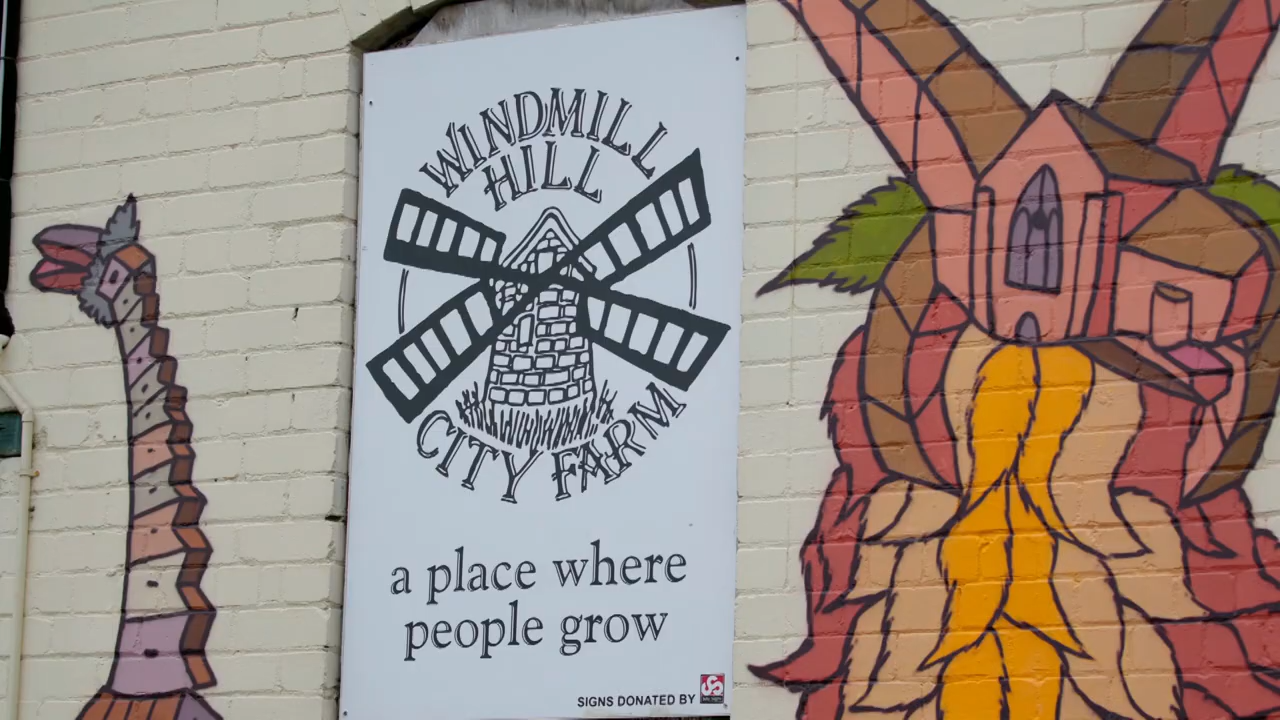 WINDMILL
HILL
CITY FARM
a place where
people grow
SIGNS DONATED BY